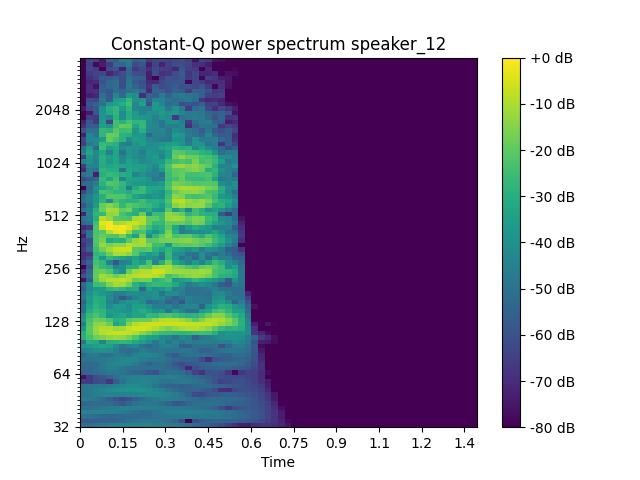 Constant-Q power spectrum speaker_12
Hz
2048
1024
512
256
128
64
32
0 0.15 0.3 0.45 0.6 0.75 0.9 1.1 1.2 1.4
Time
+0 dB
-10 dB
-20 dB
-30 dB
-40 dB
-50 dB
-60 dB
-70 dB
-80 dB